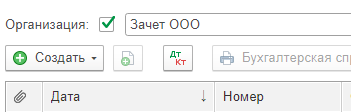 Организация: Зачет ООО
Создать Дт Кт Бухгалтерская спр
Дата ↓ Номер